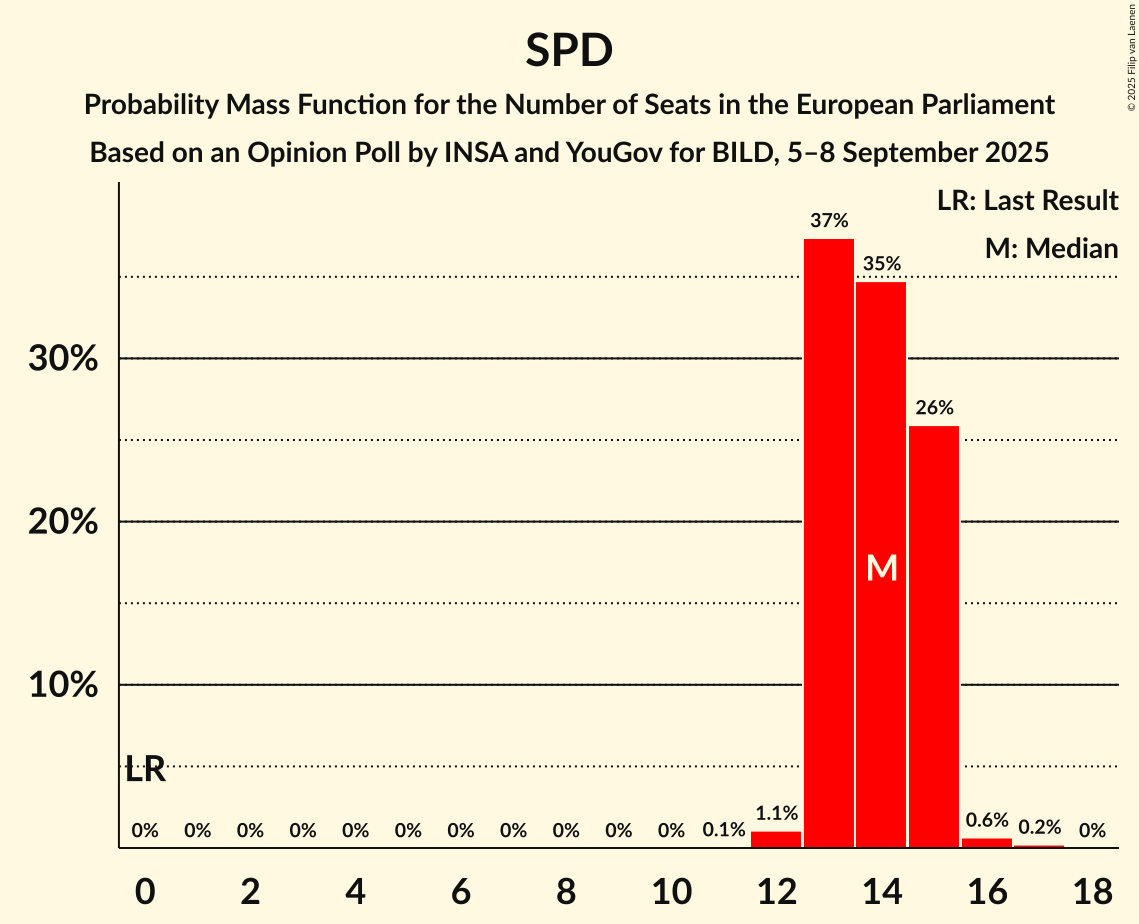 SPD
Probability Mass Function for the Number of Seats in the European Parliament
Based on an Opinion Poll by INSA and YouGov for BILD, 5–8 September 2025
© 2025 Filip van Laenen
LR: Last Result
M: Median
30%
20%
10%
LR
M
0% 0% 0% 0% 0% 0% 0% 0% 0% 0% 0% 0.1% 1.1% 37% 35% 26% 0.6% 0.2% 0%
0 2 4 6 8 10 12 14 16 18